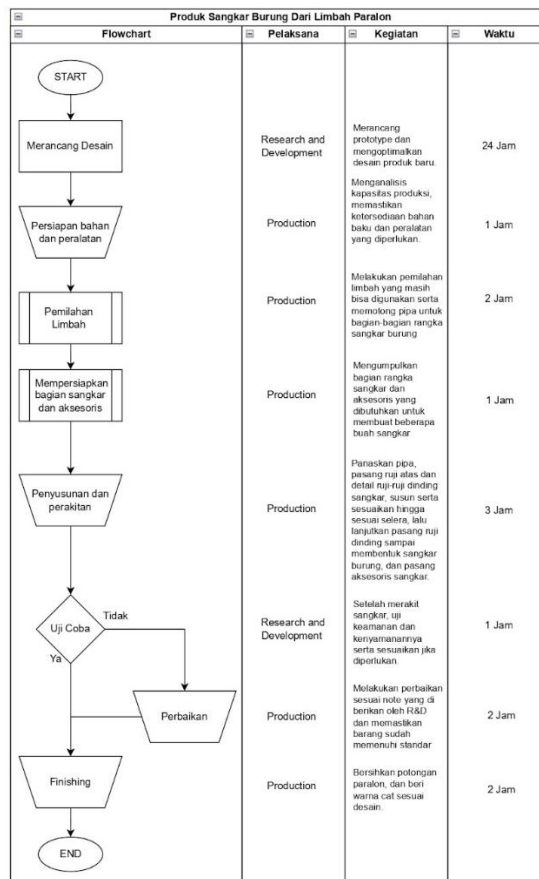 Produk Sangkar Burung Dari Limbah Paralon
Flowchart
Pelaksana
Kegiatan
Waktu
START
Merancang Desain
Research and
Development
Merancang
prototype dan
mengoptimalkan
desain produk baru.
24 Jam
Persiapan bahan
dan peralatan
Production
Menganalisis
kapasitas produksi,
memastikan
ketersediaan bahan
baku dan peralatan
yang diperlukan.
1 Jam
Pemilahan
Limbah
Production
Melakukan pemilahan
limbah yang masih
bisa digunakan serta
memotong pipa untuk
bagian-bagian rangka
sangkar burung
2 Jam
Mempersiapkan
bagian sangkar
dan aksesoris
Production
Mengumpulkan
bagian rangka
sangkar dan
aksesoris yang
dibutuhkan untuk
membuat beberapa
buah sangkar
1 Jam
Penyusunan dan
perakitan
Production
Panaskan pipa,
pasang ruji atas dan
detail ruji-ruji dinding
sangkar, susun serta
sesuaikan hingga
sesuai selera, lalu
lanjutkan pasang ruji
dinding sampai
membentuk sangkar
burung, dan pasang
aksesoris sangkar.
3 Jam
Uji Coba
Tidak
Ya
Research and
Development
Setelah merakit
sangkar, uji
keamanan dan
kenyamanannya
serta sesuaikan jika
diperlukan.
1 Jam
Perbaikan
Production
Melakukan perbaikan
sesuai note yang di
berikan oleh R&D
dan memastikan
barang sudah
memenuhi standar
2 Jam
Finishing
Production
Bersihkan potongan
paralon, dan beri
warna cat sesuai
desain.
2 Jam
END